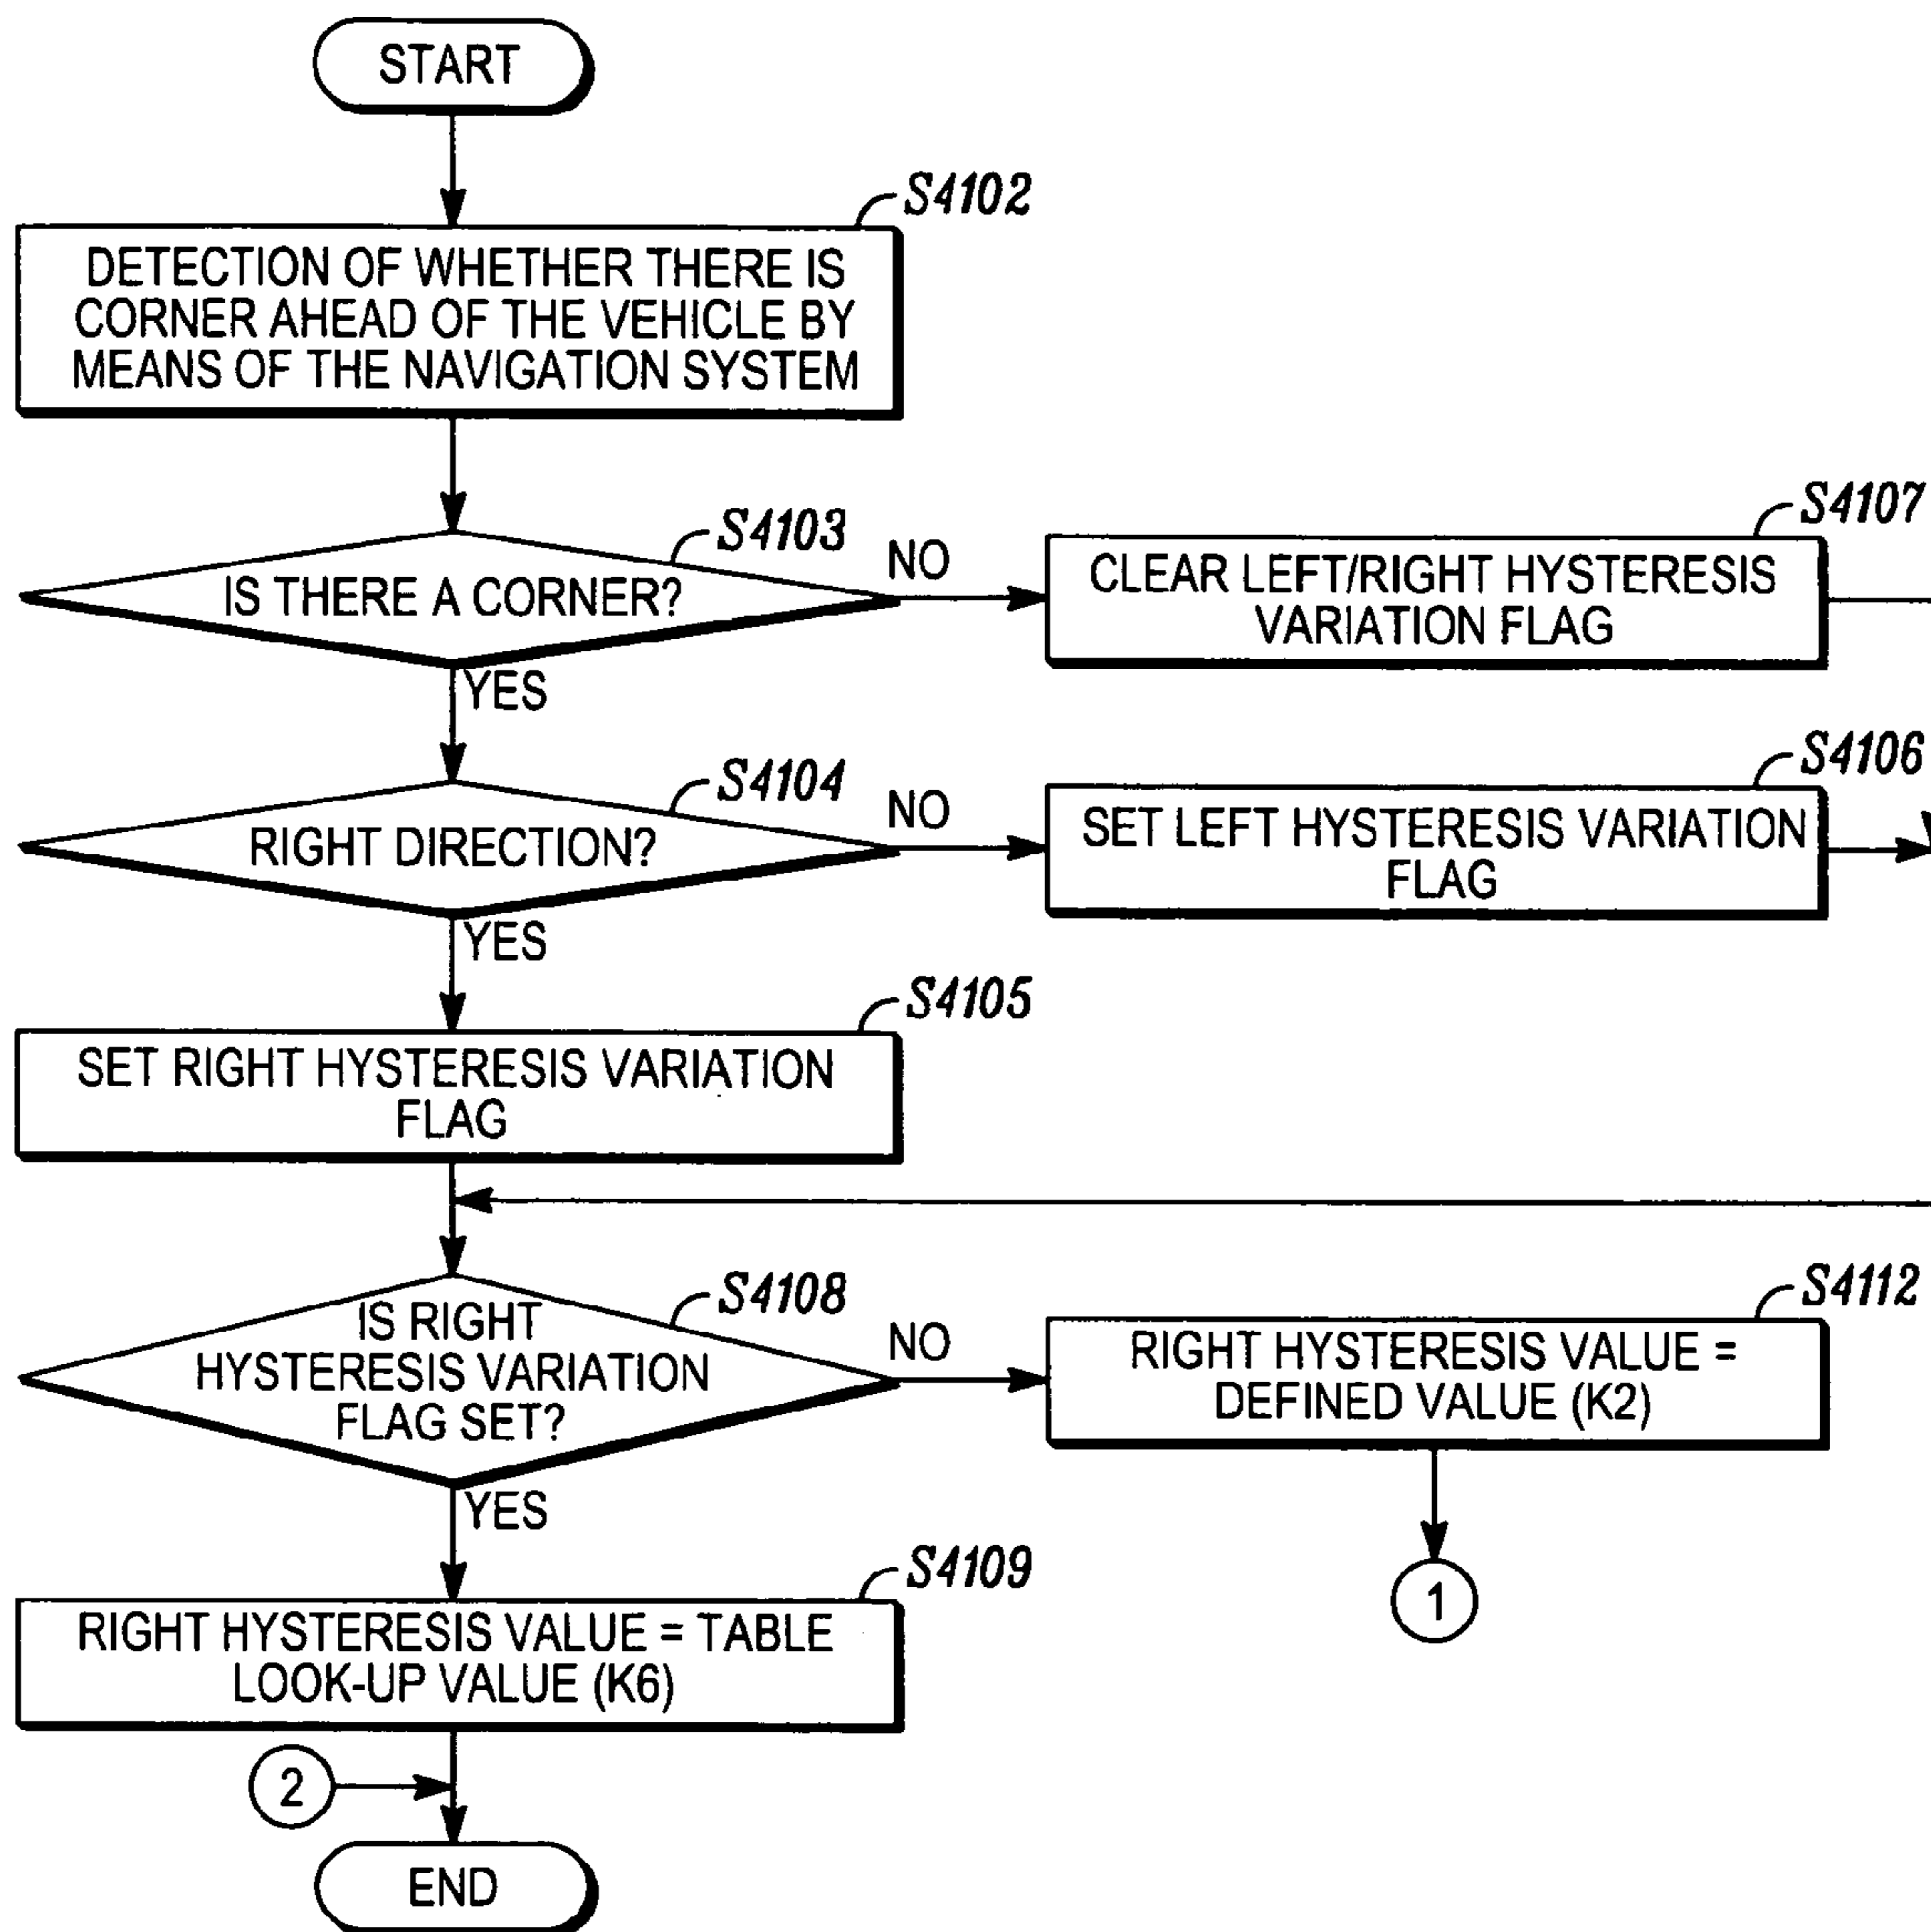 START
S4102
DETECTION OF WHETHER THERE IS
CORNER AHEAD OF THE VEHICLE BY
MEANS OF THE NAVIGATION SYSTEM
S4103
IS THERE A CORNER?
NO
YES
S4107
CLEAR LEFT/RIGHT HYSTERESIS
VARIATION FLAG
S4104
RIGHT DIRECTION?
NO
YES
S4106
SET LEFT HYSTERESIS VARIATION
FLAG
S4105
SET RIGHT HYSTERESIS VARIATION
FLAG
S4108
IS RIGHT
HYSTERESIS VARIATION
FLAG SET?
NO
YES
S4112
RIGHT HYSTERESIS VALUE =
DEFINED VALUE (K2)
1
S4109
RIGHT HYSTERESIS VALUE = TABLE
LOOK-UP VALUE (K6)
2
END